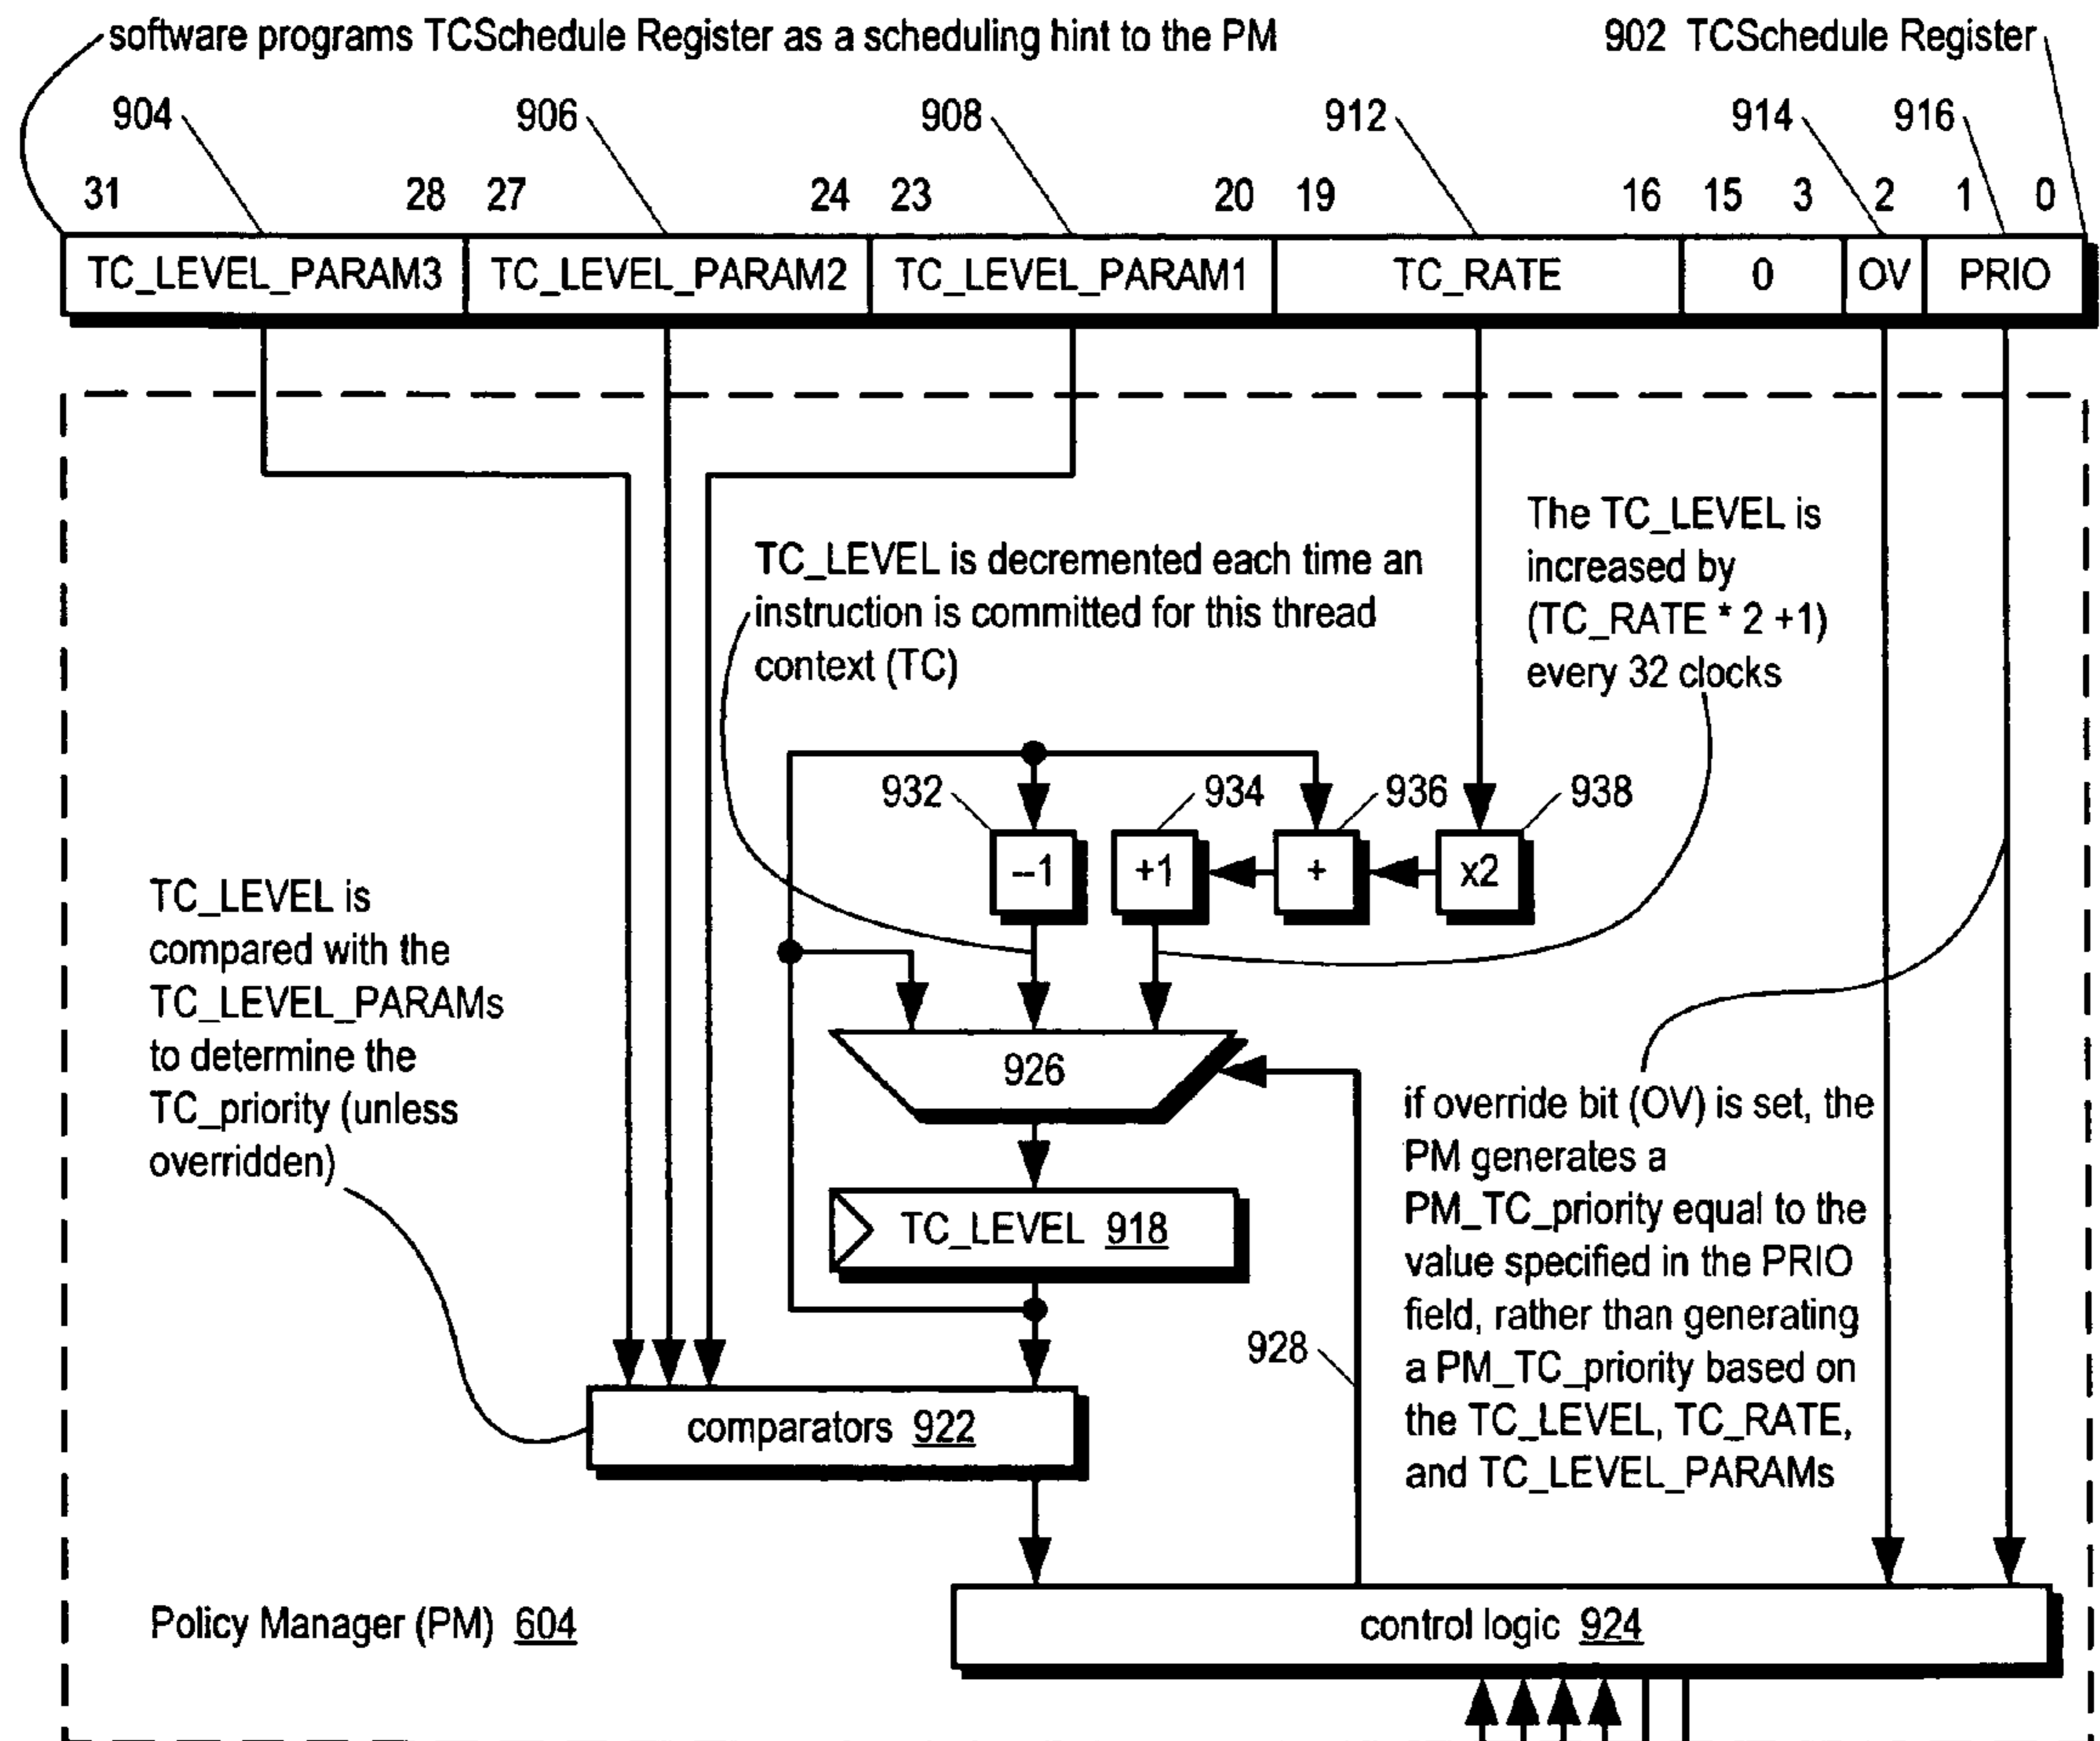 software programs TCSchedule Register as a scheduling hint to the PM
902 TCSchedule Register
904 906 908 912 914 916
31 28 27 24 23 20 19 16 15 3 2 1 0
TC_LEVEL_PARAM3 TC_LEVEL_PARAM2 TC_LEVEL_PARAM1 TC_RATE 0 OV PRIO
The TC_LEVEL is
increased by
(TC_RATE * 2 +1)
every 32 clocks
TC_LEVEL is decremented each time an
instruction is committed for this thread
context (TC)
932 934 936 938
--1 +1 + x2
TC_LEVEL is
compared with the
TC_LEVEL_PARAMs
to determine the
TC_priority (unless
overridden)
926
TC_LEVEL 918
if override bit (OV) is set, the
PM generates a
PM_TC_priority equal to the
value specified in the PRIO
field, rather than generating
a PM_TC_priority based on
the TC_LEVEL, TC_RATE,
and TC_LEVEL_PARAMs
928
comparators 922
Policy Manager (PM) 604
control logic 924